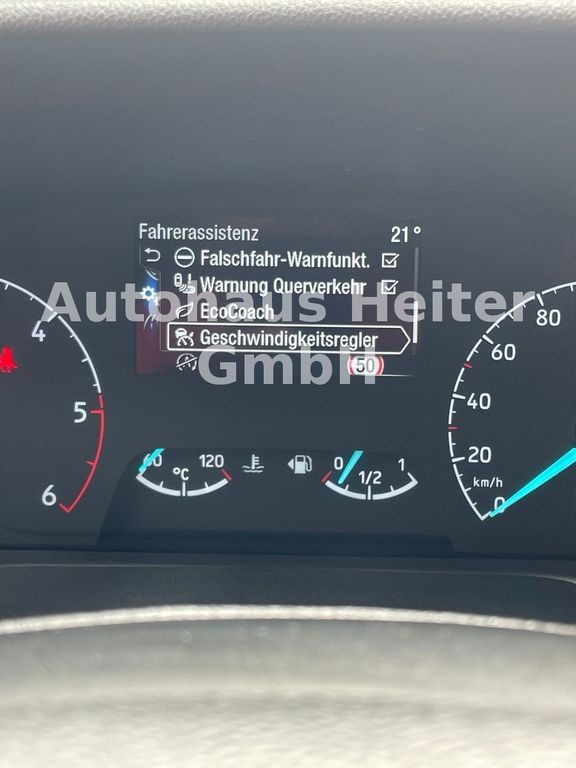 Fahrerassistenz 21°
Falschfahr-Warnfunkt.
Warnung Querverkehr
Autohaus Heiter
EcoCoach
Geschwindigkeitsregler
GmbH
50
4
5
6
80
60
40
20
0
km/h
60 120
°C
0 1/2 1